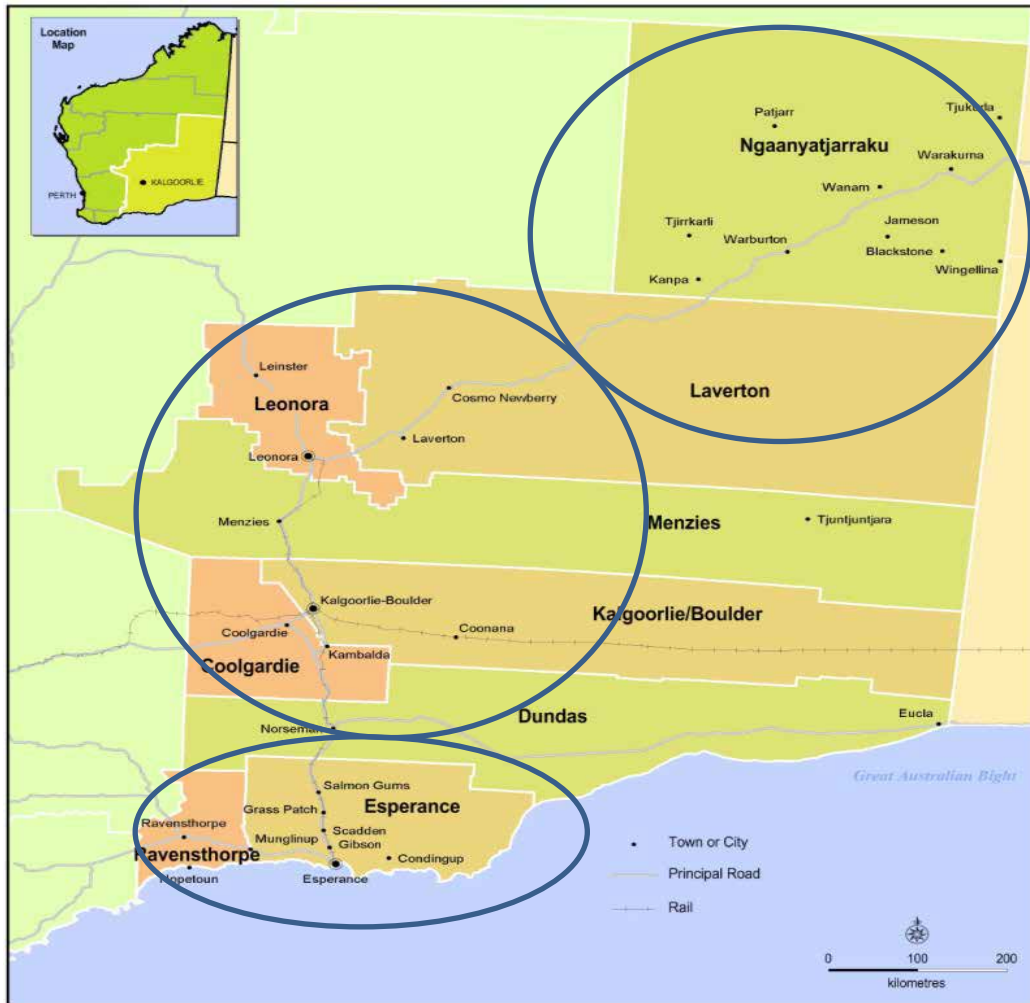 Location
Map
PERTH
KALGOORLIE
Patjarr
Tjukurla
Ngaanyatjarraku
Warakurna
Wanarn
Tjirrkarli
Jameson
Warburton
Blackstone
Wingellina
Kanpa
Leinster
Laverton
Cosmo Newberry
Leonora
Laverton
Leonora
Menzies
Menzies
Tjuntjuntjara
Kalgoorlie-Boulder
Kalgoorlie/Boulder
Coolgardie
Coonana
Kambalda
Coolgardie
Dundas
Eucla
Norseman
Great Australian Bight
Salmon Gums
Esperance
Grass Patch
Ravensthorpe
Scadden
Munglinup
Gibson
Ravensthorpe
Condingup
Hopetoun
Esperance
Town or City
Principal Road
Rail
0 100 200
kilometres